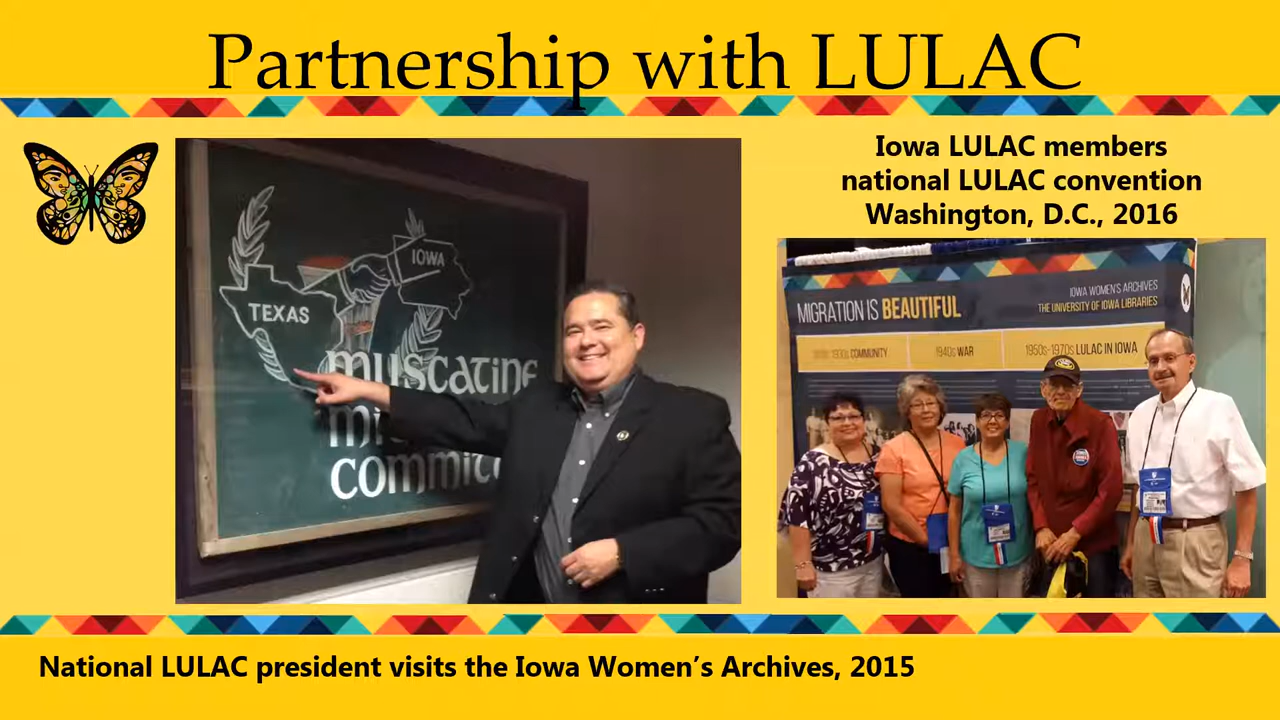 Partnership with LULAC
Iowa LULAC members
national LULAC convention
Washington, D.C., 2016
TEXAS
IOWA
muscatine
mi
committ
MIGRATION IS BEAUTIFUL
IOWA WOMEN'S ARCHIVES
THE UNIVERSITY OF IOWA LIBRARIES
COMMUNITY
1940s WAR
1950s-1970s LULAC IN IOWA
National LULAC president visits the Iowa Women's Archives, 2015